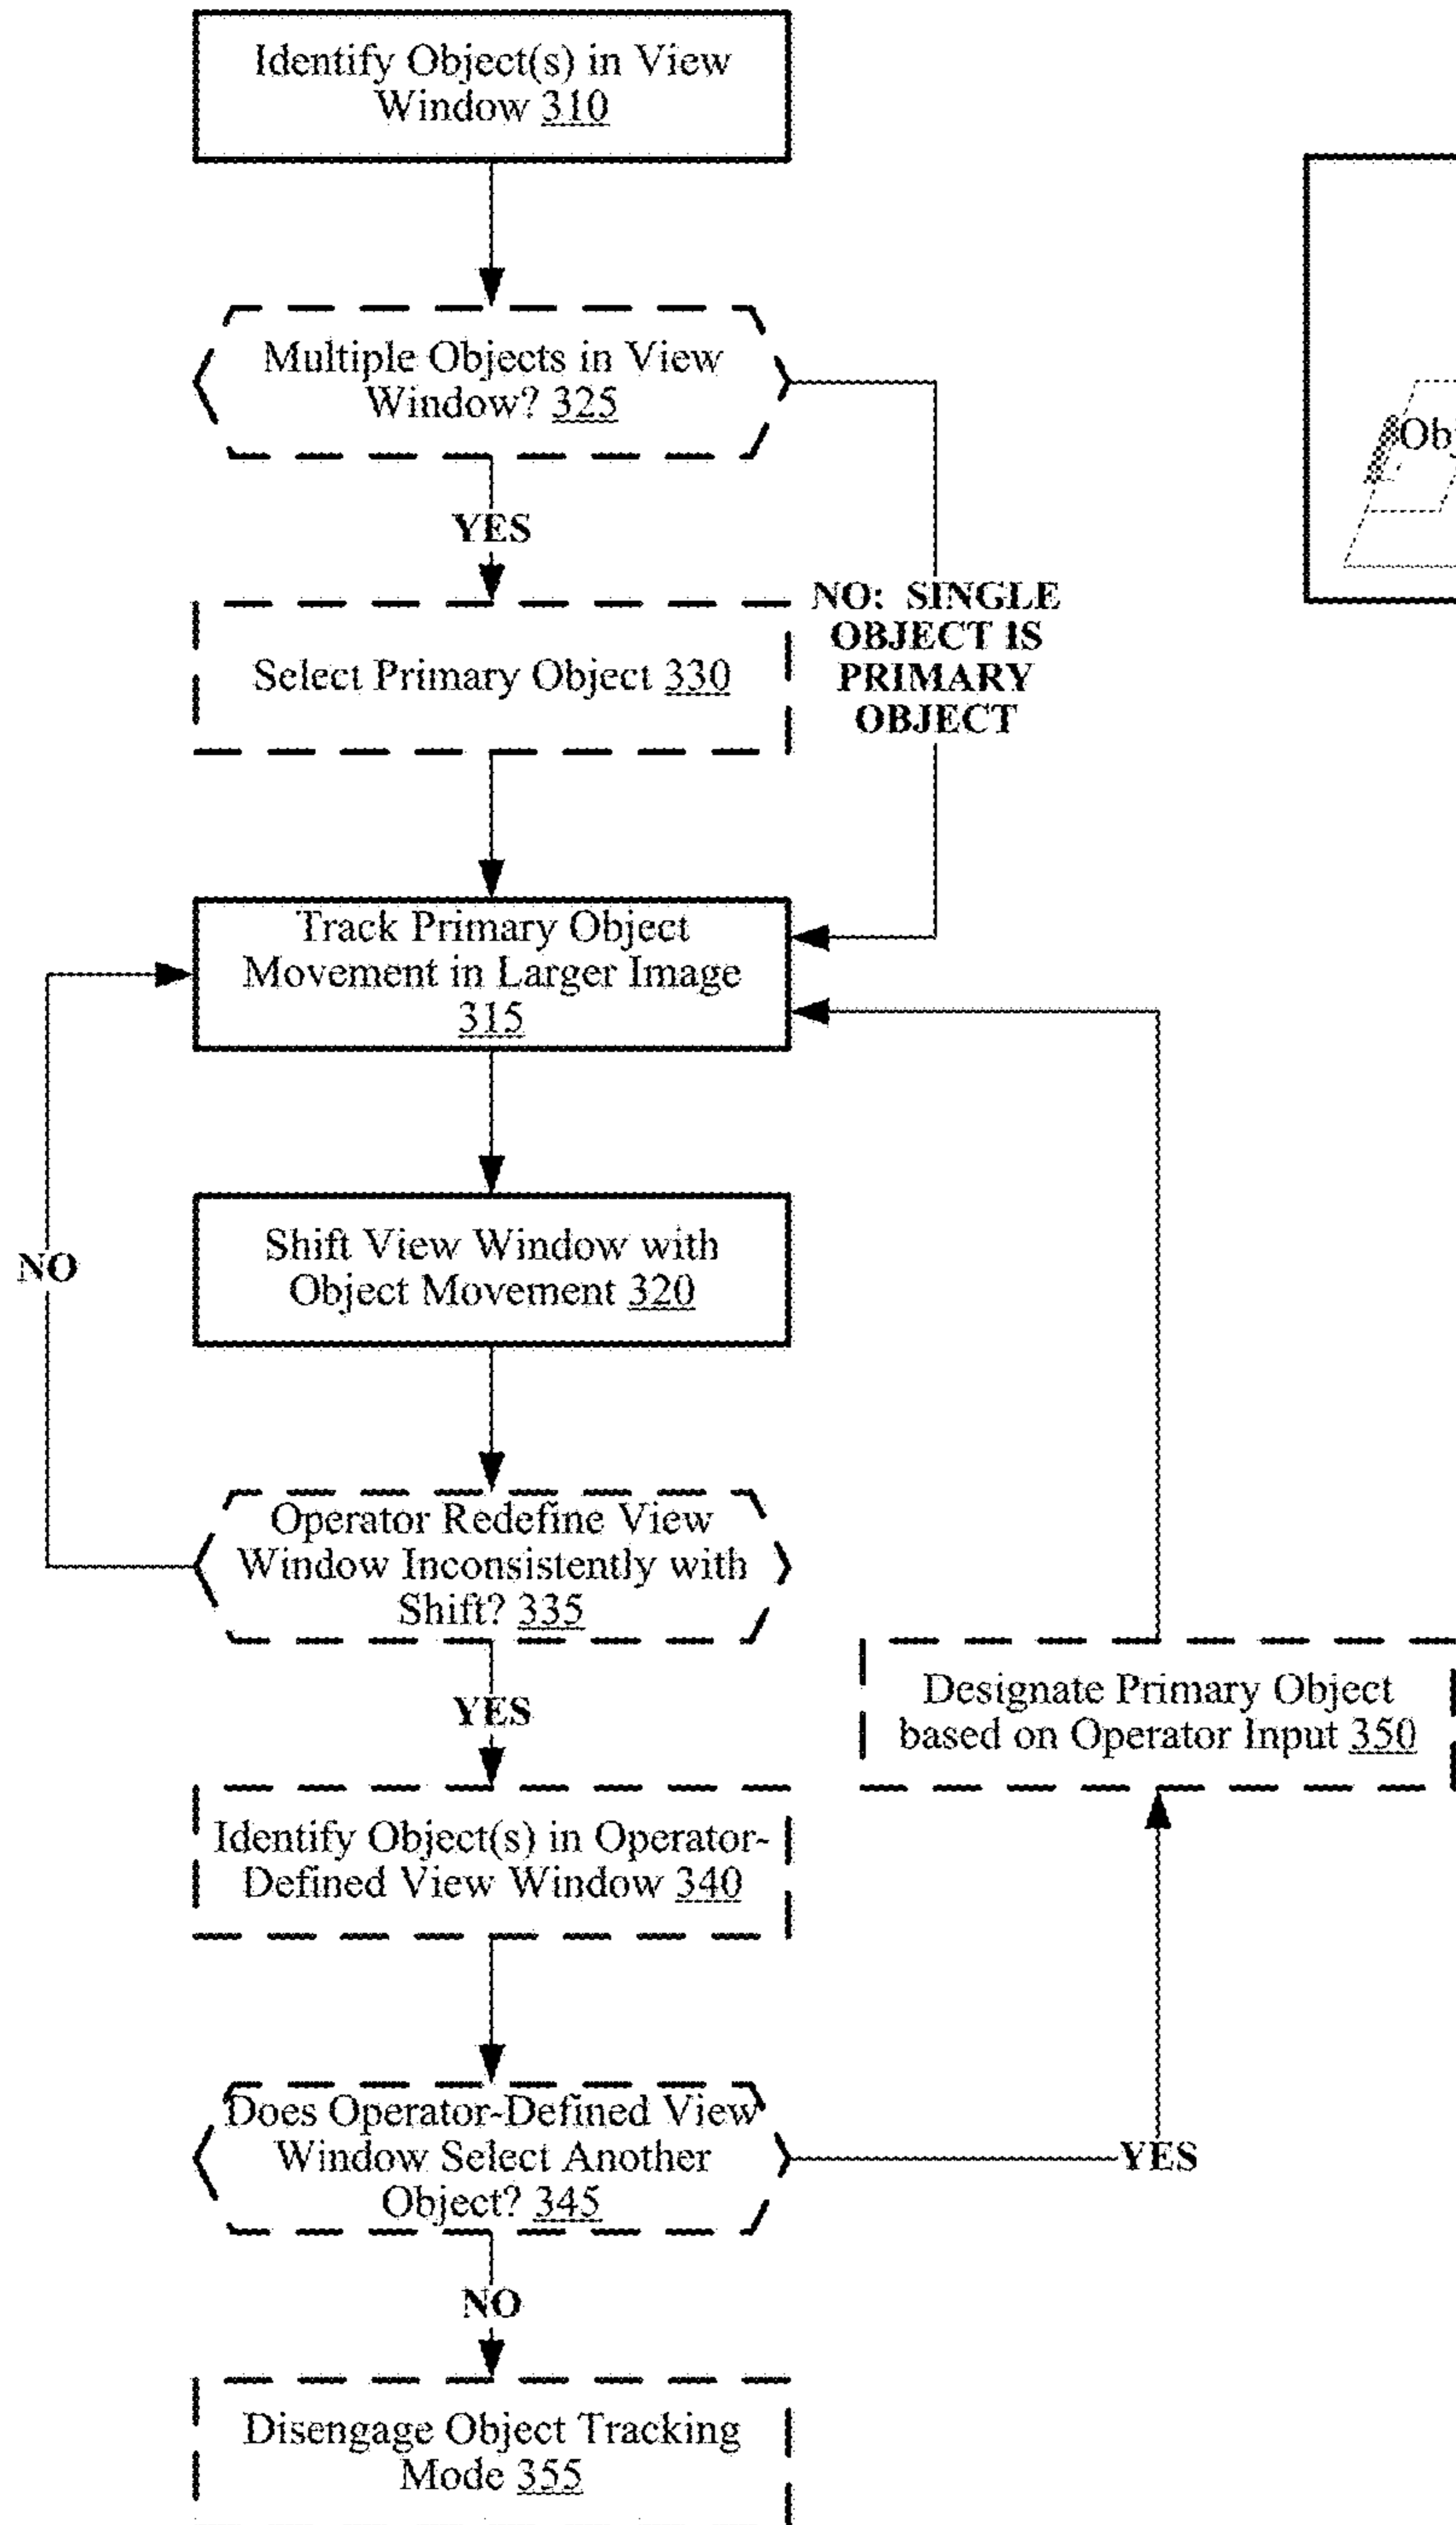 Identify Object(s) in View
Window 310
Multiple Objects in View
Window? 325
YES
NO: SINGLE
OBJECT IS
PRIMARY
OBJECT
Select Primary Object 330
Track Primary Object
Movement in Larger Image
315
Shift View Window with
Object Movement 320
NO
Operator Redefine View
Window Inconsistently with
Shift? 335
YES
Designate Primary Object
based on Operator Input 350
Identify Object(s) in Operator-
Defined View Window 340
Does Operator-Defined View
Window Select Another
Object? 345
YES
NO
Disengage Object Tracking
Mode 355